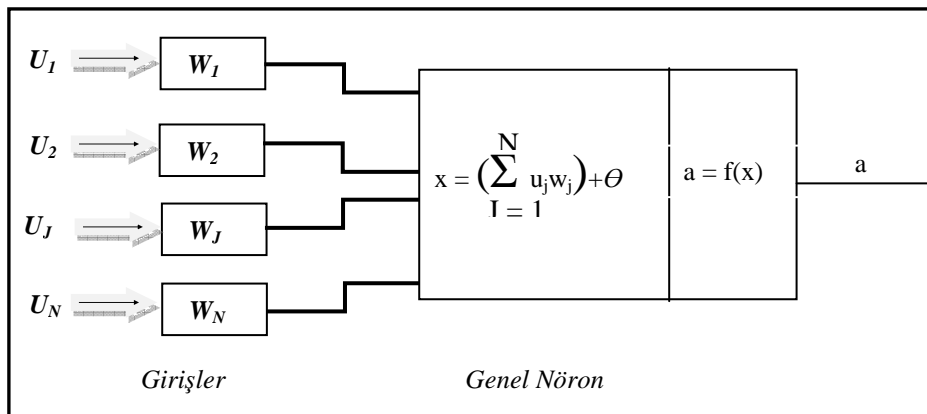 U1 W1
U2 W2
N
x = (∑ ujwj)+Ө a = f(x) a
J = 1
UJ WJ
UN WN
Girişler Genel Nöron